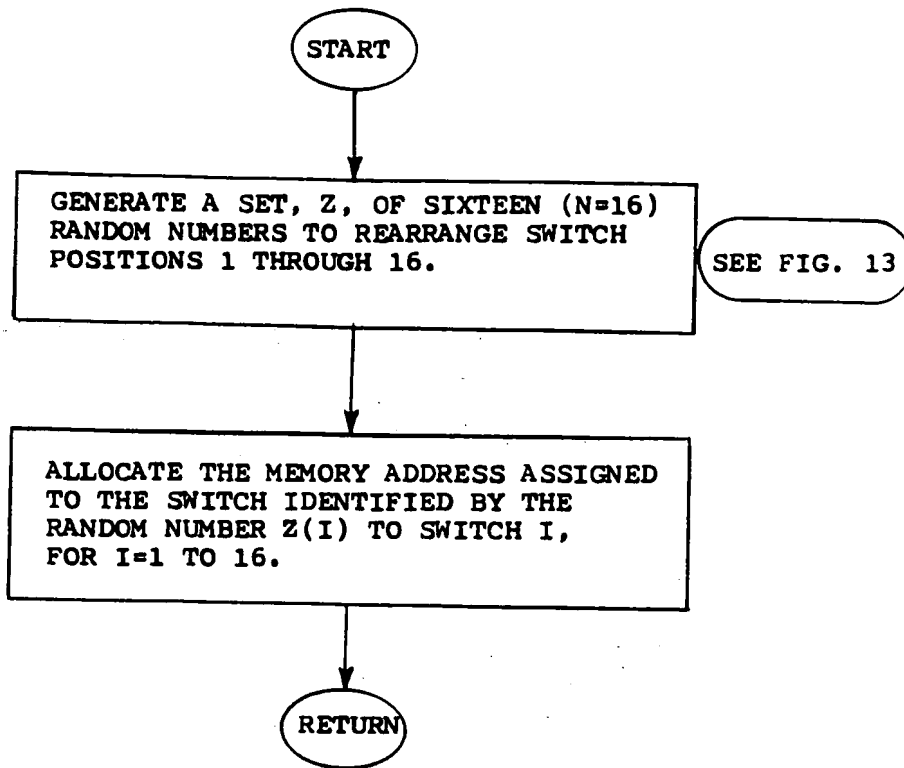 START
GENERATE A SET, Z, OF SIXTEEN (N=16)
RANDOM NUMBERS TO REARRANGE SWITCH
POSITIONS 1 THROUGH 16.
SEE FIG. 13
ALLOCATE THE MEMORY ADDRESS ASSIGNED
TO THE SWITCH IDENTIFIED BY THE
RANDOM NUMBER Z(I) TO SWITCH I,
FOR I=1 TO 16.
RETURN